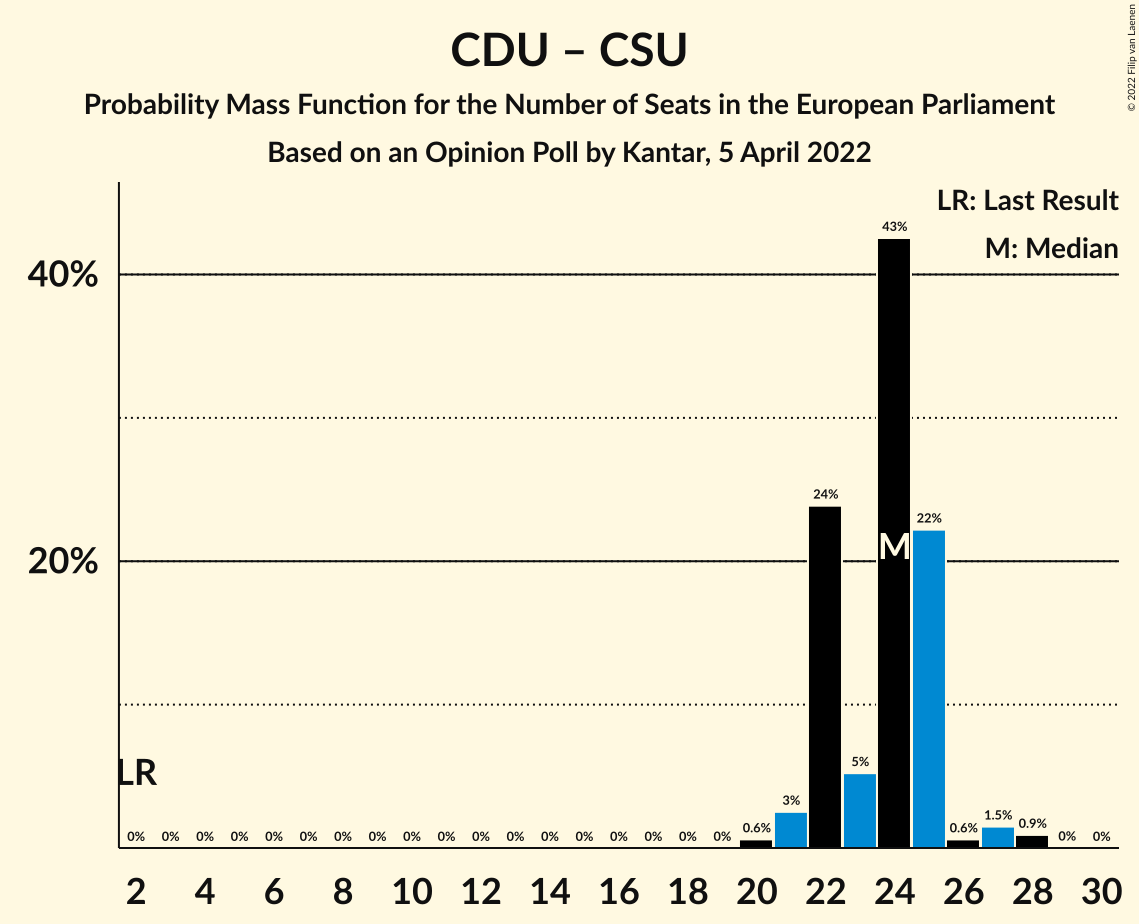 CDU – CSU
Probability Mass Function for the Number of Seats in the European Parliament
Based on an Opinion Poll by Kantar, 5 April 2022
© 2022 Filip van Laenen
LR: Last Result
M: Median
43%
40%
24%
22%
M
20%
LR
5%
3%
1.5%
0.9%
0.6%
0.6%
0% 0% 0% 0% 0% 0% 0% 0% 0% 0% 0% 0% 0% 0% 0% 0% 0% 0% 0% 0%
2 4 6 8 10 12 14 16 18 20 22 24 26 28 30